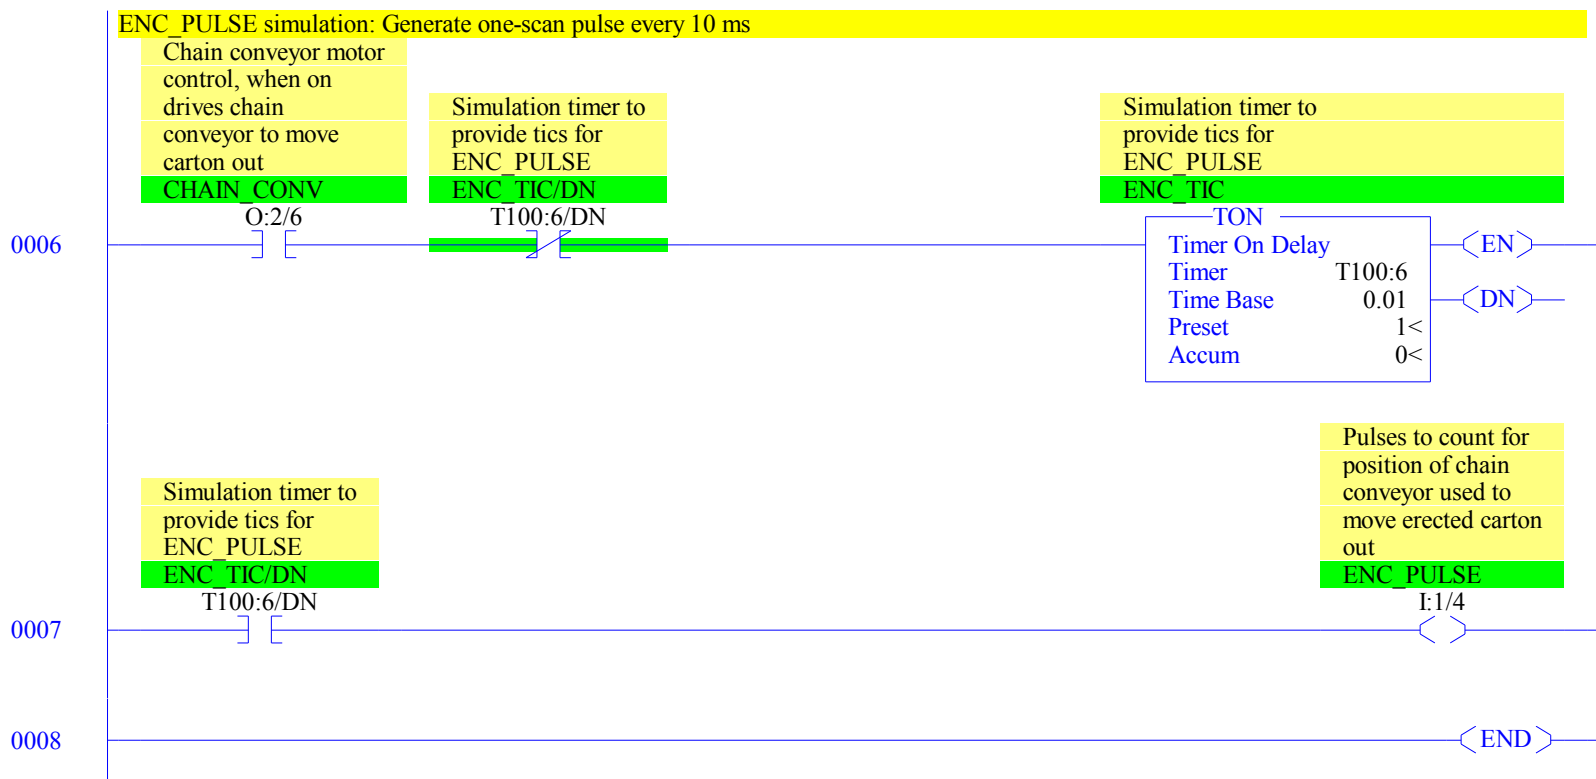 ENC_PULSE simulation: Generate one-scan pulse every 10 ms
Chain conveyor motor
control, when on
drives chain
conveyor to move
carton out
CHAIN_CONV
O:2/6
Simulation timer to
provide tics for
ENC_PULSE
ENC_TIC/DN
T100:6/DN
Simulation timer to
provide tics for
ENC_PULSE
ENC_TIC
0006
TON
Timer On Delay
Timer T100:6
Time Base 0.01
Preset 1<
Accum 0<
EN
DN
Simulation timer to
provide tics for
ENC_PULSE
ENC_TIC/DN
T100:6/DN
Pulses to count for
position of chain
conveyor used to
move erected carton
out
ENC_PULSE
I:1/4
0007
0008
END